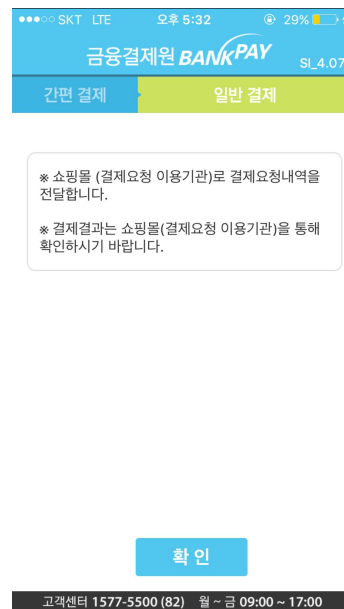 SKT LTE 오후 5:32 29%
금융결제원 BANKPAY
SI_4.07
간편 결제 일반 결제
※ 쇼핑몰 (결제요청 이용기관)로 결제요청내역을
전달합니다.
※ 결제결과는 쇼핑몰(결제요청 이용기관)을 통해
확인하시기 바랍니다.
확 인
고객센터 1577-5500 (82) 월 ~ 금 09:00 ~ 17:00